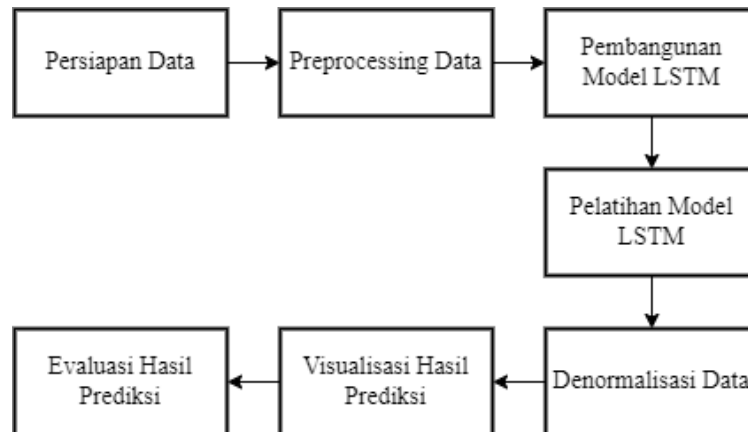 Persiapan Data
Preprocessing Data
Pembangunan
Model LSTM
Pelatihan Model
LSTM
Denormalisasi Data
Visualisasi Hasil
Prediksi
Evaluasi Hasil
Prediksi